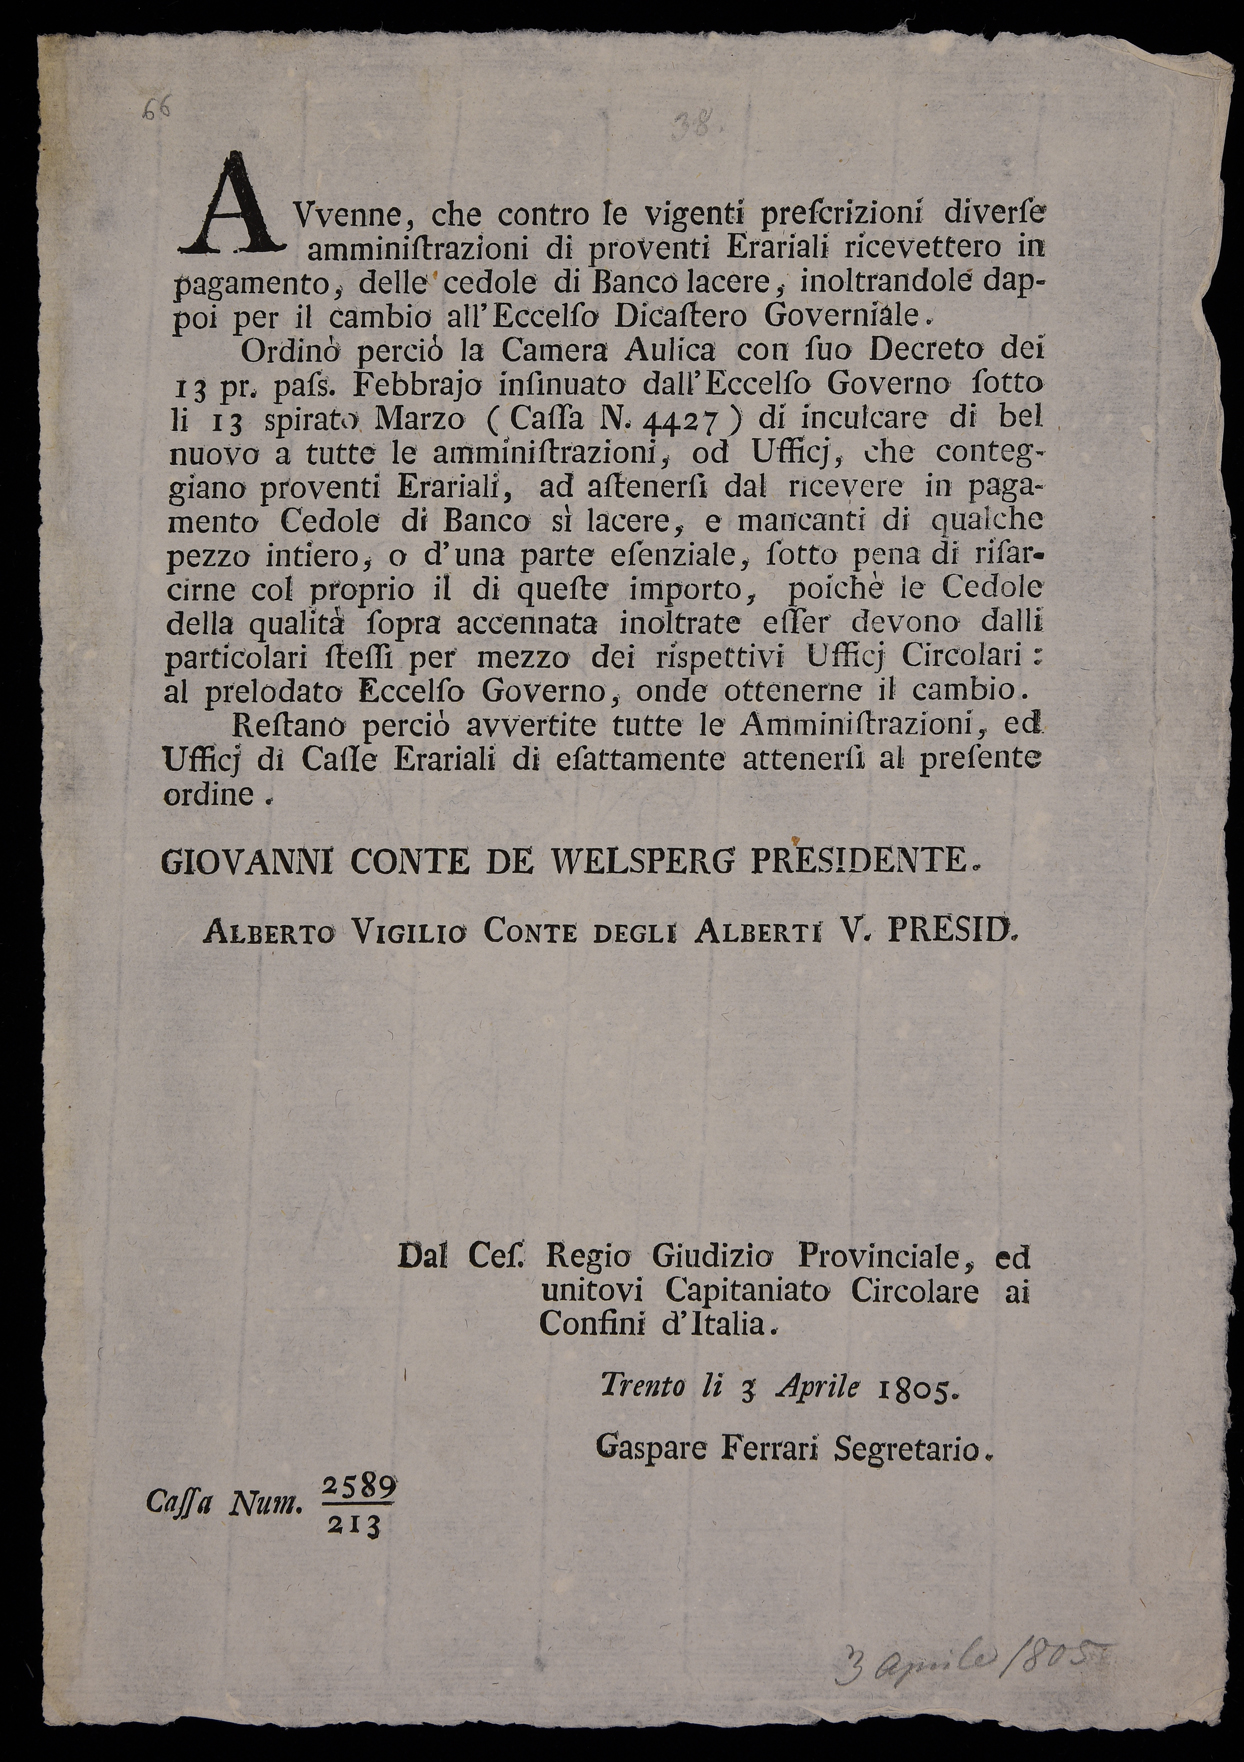 66
38.
AVvenne, che contro le vigenti preſcrizioni diverſe
amminiſtrazioni di proventi Erariali ricevettero in
pagamento, delle cedole di Banco lacere, inoltrandole dap-
poi per il cambio all'Eccelſo Dicaſtero Governiale.
Ordinò perciò la Camera Aulica con ſuo Decreto dei
13 pr. paſs. Febbrajo inſinuato dall'Eccelſo Governo ſotto
li 13 spirato Marzo (Caſſa N. 4427) di inculcare di bel
nuovo a tutte le amminiſtrazioni, od Ufficj, che conteg-
giano proventi Erariali, ad aſtenerſi dal ricevere in paga-
mento Cedole di Banco sì lacere, e mancanti di qualche
pezzo intiero, o d'una parte eſenziale, ſotto pena di riſar-
cirne col proprio il di queſte importo, poichè le Cedole
della qualità ſopra accennata inoltrate eſſer devono dalli
particolari ſteſſi per mezzo dei rispettivi Ufficj Circolari :
al prelodato Eccelſo Governo, onde ottenerne il cambio.
Reſtano perciò avvertite tutte le Amminiſtrazioni, ed
Ufficj di Caſſe Erariali di eſattamente attenerſi al preſente
ordine.
GIOVANNI CONTE DE WELSPERG PRESIDENTE.
ALBERTO VIGILIO CONTE DEGLI ALBERTI V. PRESID.
Dal Ceſ. Regio Giudizio Provinciale, ed
unitovi Capitaniato Circolare ai
Confini d'Italia.
Trento li 3 Aprile 1805.
Gaspare Ferrari Segretario.
Caſſa Num. 2589
213
3 Aprile 1805